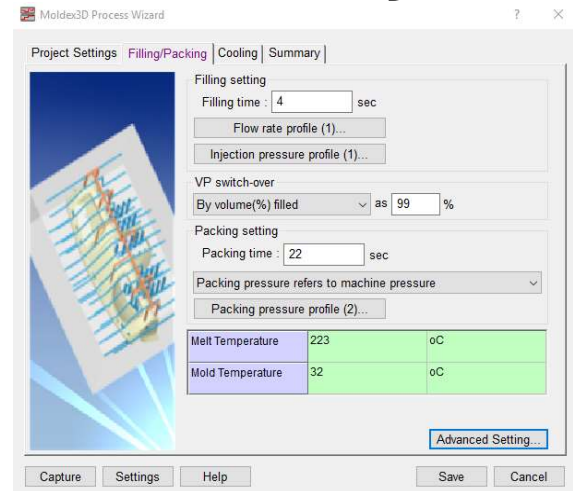 Moldex3D Process Wizard
Project Settings Filling/Packing Cooling Summary
Filling setting
Filling time : 4 sec
Flow rate profile (1)...
Injection pressure profile (1)...
VP switch-over
By volume(%) filled as 99 %
Packing setting
Packing time : 22 sec
Packing pressure refers to machine pressure
Packing pressure profile (2)...
Melt Temperature 223 oC
Mold Temperature 32 oC
Advanced Setting...
Capture Settings Help Save Cancel